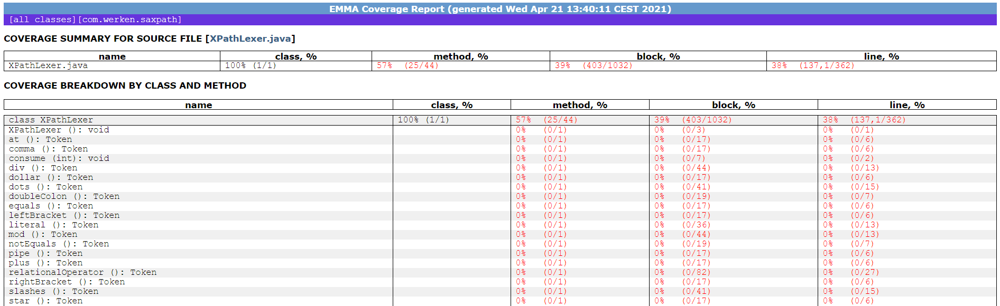 EMMA Coverage Report (generated Wed Apr 21 13:40:11 CEST 2021)
[all classes][com.werken.saxpath]
COVERAGE SUMMARY FOR SOURCE FILE [XPathLexer.java]
name class, % method, % block, % line, %
XPathLexer.java 100% (1/1) 57% (25/44) 39% (403/1032) 38% (137,1/362)
COVERAGE BREAKDOWN BY CLASS AND METHOD
name class, % method, % block, % line, %
class XPathLexer 100% (1/1) 57% (25/44) 39% (403/1032) 38% (137,1/362)
XPathLexer (): void 0% (0/1) 0% (0/3) 0% (0/1)
at (): Token 0% (0/1) 0% (0/17) 0% (0/6)
comma (): Token 0% (0/1) 0% (0/17) 0% (0/6)
consume (int): void 0% (0/1) 0% (0/7) 0% (0/2)
div (): Token 0% (0/1) 0% (0/44) 0% (0/13)
dollar (): Token 0% (0/1) 0% (0/17) 0% (0/6)
dots (): Token 0% (0/1) 0% (0/41) 0% (0/15)
doubleColon (): Token 0% (0/1) 0% (0/19) 0% (0/7)
equals (): Token 0% (0/1) 0% (0/17) 0% (0/6)
leftBracket (): Token 0% (0/1) 0% (0/17) 0% (0/6)
literal (): Token 0% (0/1) 0% (0/36) 0% (0/13)
mod (): Token 0% (0/1) 0% (0/44) 0% (0/13)
notEquals (): Token 0% (0/1) 0% (0/19) 0% (0/7)
pipe (): Token 0% (0/1) 0% (0/17) 0% (0/6)
plus (): Token 0% (0/1) 0% (0/17) 0% (0/6)
relationalOperator (): Token 0% (0/1) 0% (0/82) 0% (0/27)
rightBracket (): Token 0% (0/1) 0% (0/17) 0% (0/6)
slashes (): Token 0% (0/1) 0% (0/41) 0% (0/15)
star (): Token 0% (0/1) 0% (0/17) 0% (0/6)